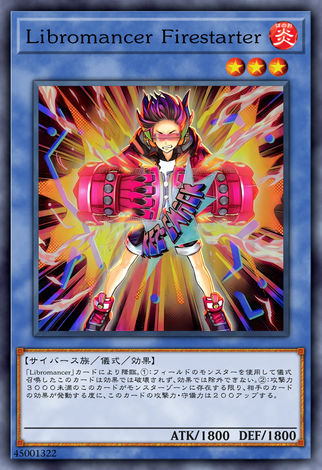 Libromancer Firestarter
ほのお
炎
KER-SMACK
【サイバース族／儀式／効果】
「Libromancer」カードにより降臨。①：フィールドのモンスターを使用して儀式
召喚したこのカードは効果では破壊されず、効果では除外できない。②：攻撃力
３０００未満のこのカードがモンスターゾーンに存在する限り、相手のカード
の効果が発動する度に、このカードの攻撃力・守備力は２００アップする。
ATK/1800 DEF/1800
45001322